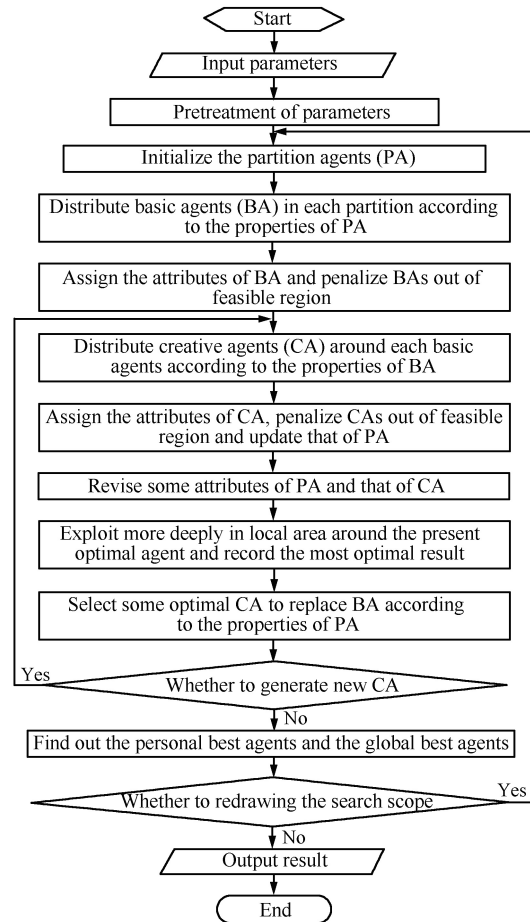 Start
Input parameters
Pretreatment of parameters
Initialize the partition agents (PA)
Distribute basic agents (BA) in each partition according
to the properties of PA
Assign the attributes of BA and penalize BAs out of
feasible region
Distribute creative agents (CA) around each basic
agents according to the properties of BA
Assign the attributes of CA, penalize CAs out of feasible
region and update that of PA
Revise some attributes of PA and that of CA
Exploit more deeply in local area around the present
optimal agent and record the most optimal result
Select some optimal CA to replace BA according
to the properties of PA
Yes
Whether to generate new CA
No
Find out the personal best agents and the global best agents
Whether to redrawing the search scope
Yes
No
Output result
End